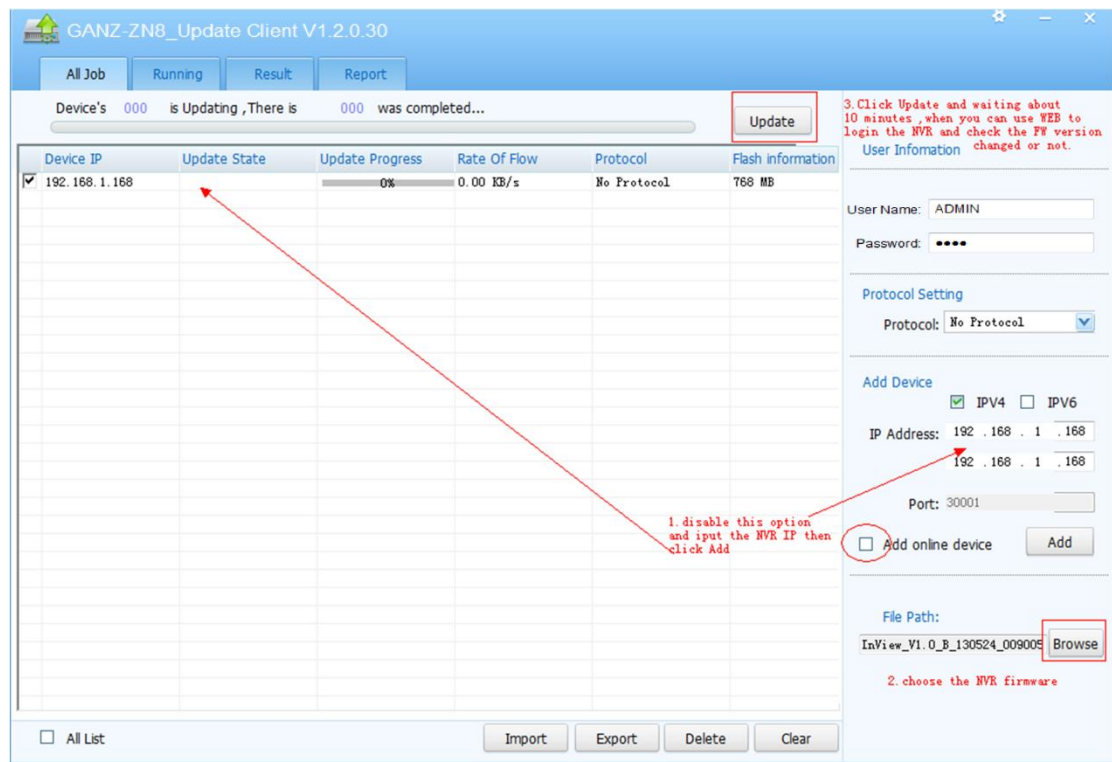 GANZ-ZN8_Update Client V1.2.0.30
All Job
Running
Result
Report
Device's 000 is Updating ,There is 000 was completed...
Update
3.Click Update and waiting about
10 minutes ,when you can use WEB to
login the NVR and check the FW version
changed or not.
User Infomation
Device IP
Update State
Update Progress
Rate Of Flow
Protocol
Flash information
192.168.1.168
0%
0.00 KB/s
No Protocol
768 MB
User Name: ADMIN
Password: ••••
Protocol Setting
Protocol: No Protocol
Add Device
IPV4
IPV6
IP Address: 192 . 168 . 1 . 168
192 . 168 . 1 . 168
Port: 30001
1.disable this option
and iput the NVR IP then
click Add
Add online device
Add
File Path:
InView_V1.0_B_130524_009005
Browse
2.choose the NVR firmware
All List
Import
Export
Delete
Clear